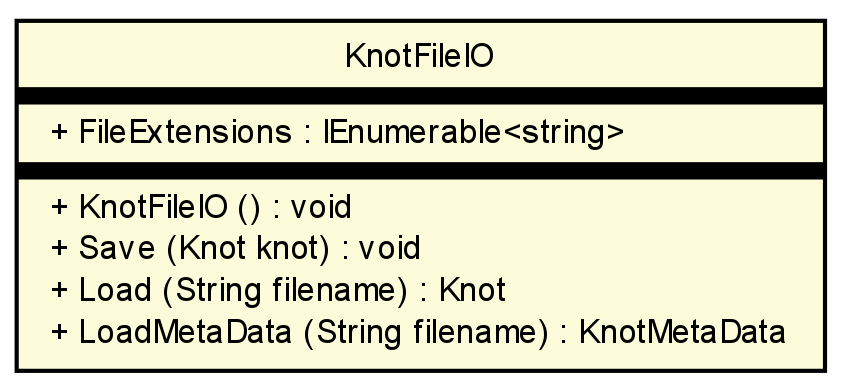 KnotFileIO
+ FileExtensions : IEnumerable<string>
+ KnotFileIO () : void
+ Save (Knot knot) : void
+ Load (String filename) : Knot
+ LoadMetaData (String filename) : KnotMetaData